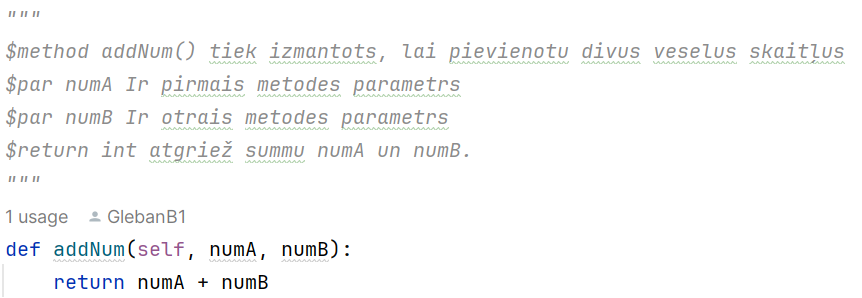 """
$method addNum() tiek izmantots, lai pievienotu divus veselus skaitļus
$par numA Ir pirmais metodes parametrs
$par numB Ir otrais metodes parametrs
$return int atgriež summu numA un numB.
"""
1 usage GlebanB1
def addNum(self, numA, numB):
    return numA + numB